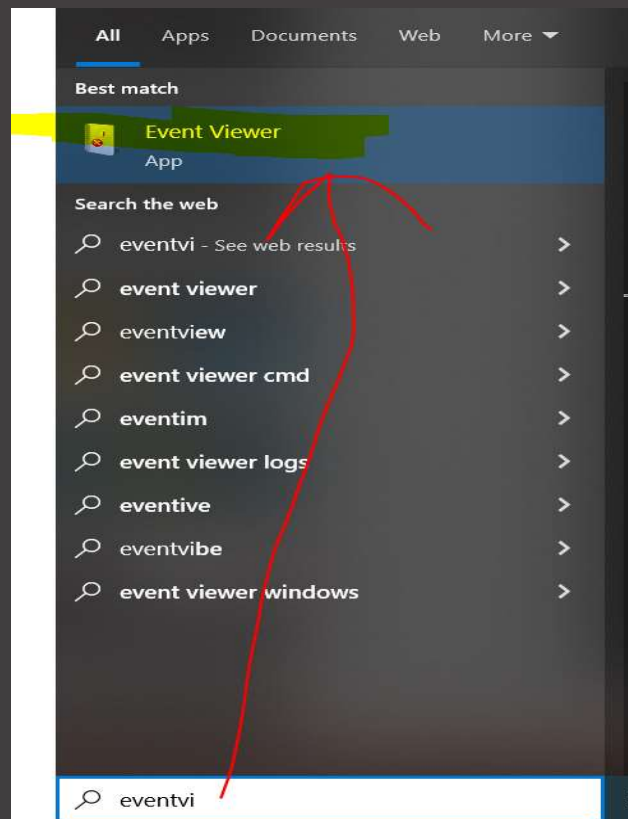 All Apps Documents Web More
Best match
Event Viewer
App
Search the web
eventvi - See web results
event viewer
eventview
event viewer cmd
eventim
event viewer logs
eventive
eventvibe
event viewer windows
eventvi